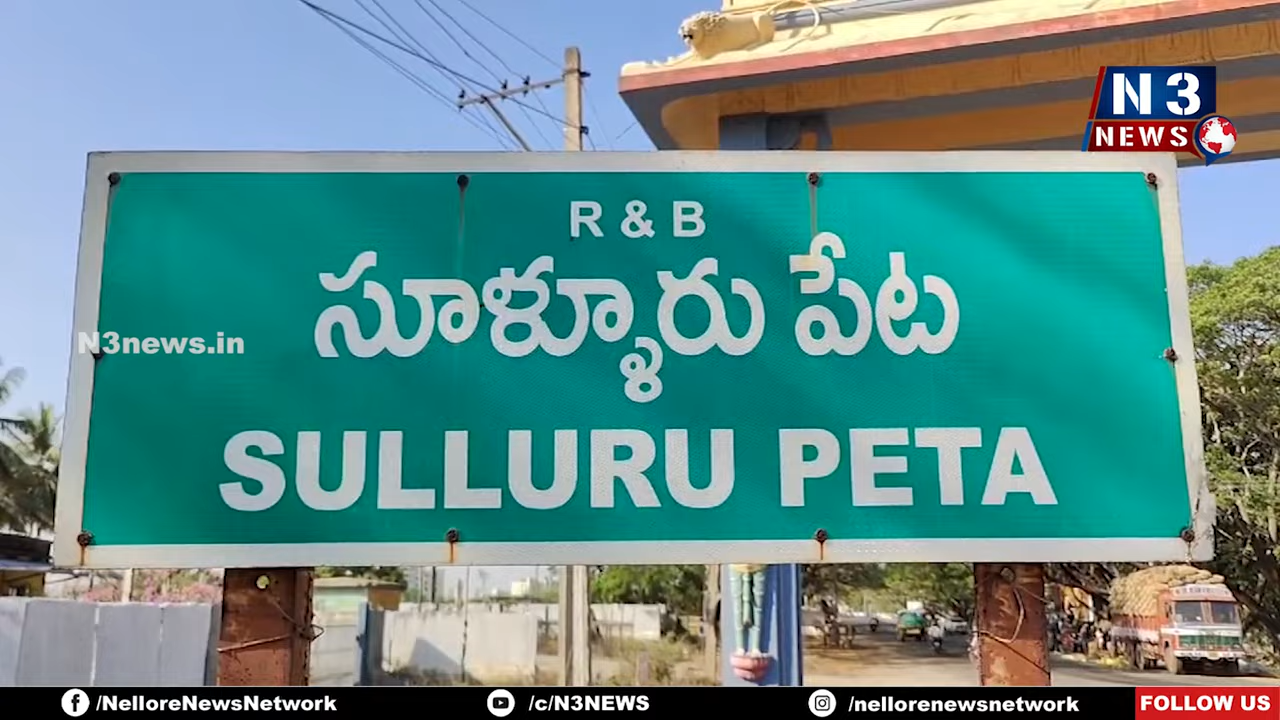 N3
NEWS
R & B
సూళ్ళూరు పేట
N3news.in
SULLURU PETA
/NelloreNewsNetwork
/c/N3NEWS
/nellorenewsnetwork
FOLLOW US